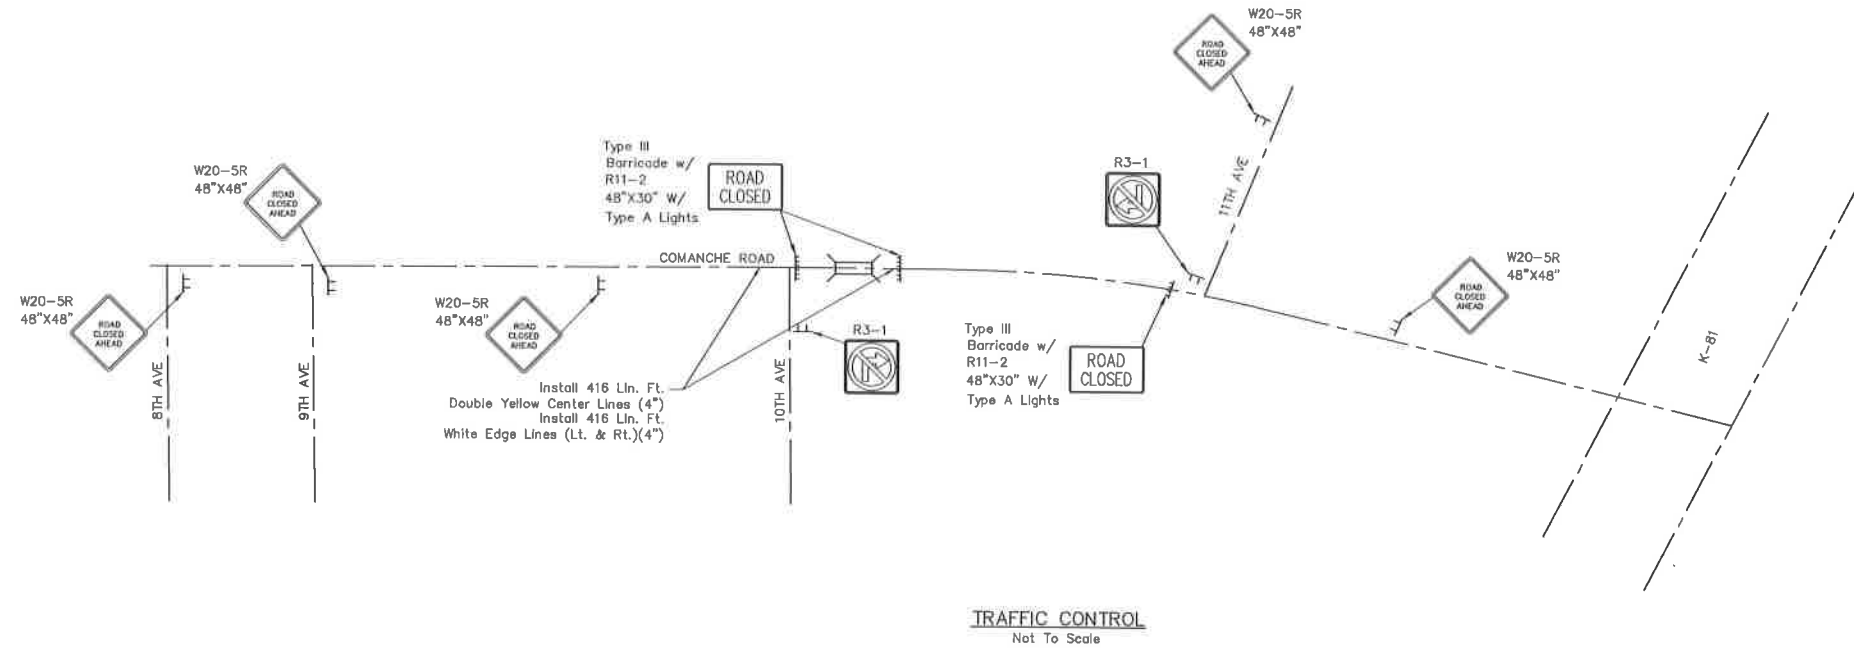 W20-5R
48"X48"
ROAD
CLOSED
AHEAD
W20-5R
48"X48"
ROAD
CLOSED
AHEAD
Type III
Barricade w/
R11-2
48"X30" W/
Type A Lights
ROAD
CLOSED
R3-1
11TH AVE
COMANCHE ROAD
W20-5R
48"X48"
ROAD
CLOSED
AHEAD
W20-5R
48"X48"
ROAD
CLOSED
AHEAD
W20-5R
48"X48"
ROAD
CLOSED
AHEAD
R3-1
Type III
Barricade w/
R11-2
48"X30" W/
Type A Lights
ROAD
CLOSED
K-81
8TH AVE
9TH AVE
Install 416 Lin. Ft.
Double Yellow Center Lines (4")
Install 416 Lin. Ft.
White Edge Lines (Lt. & Rt.)(4")
10TH AVE
TRAFFIC CONTROL
Not To Scale